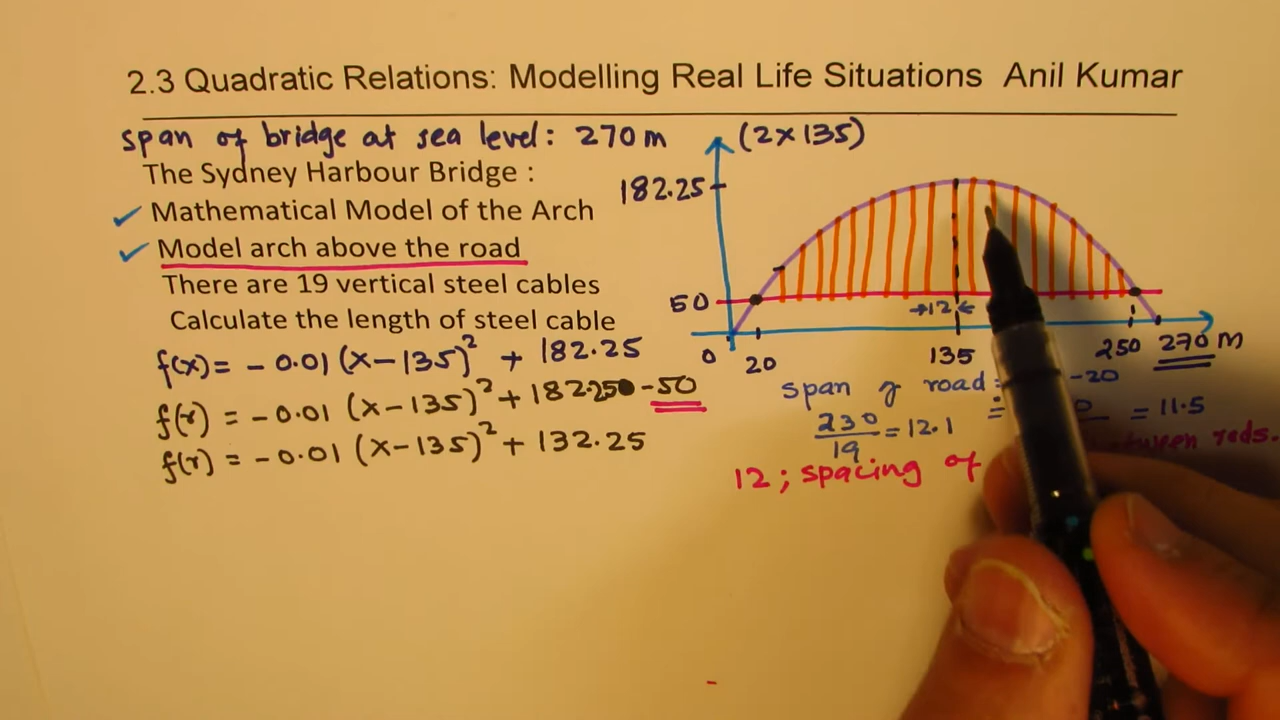 2.3 Quadratic Relations: Modelling Real Life Situations Anil Kumar
span of bridge at sea level: 270 m (2×135)
The Sydney Harbour Bridge :
✓ Mathematical Model of the Arch
✓ Model arch above the road
There are 19 vertical steel cables
Calculate the length of steel cable
f(x) = -0.01 (x-135)² + 182.25
f(r) = -0.01 (x-135)² + 182.25 -50
f(r) = -0.01 (x-135)² + 132.25
182.25
50
→12←
0 20 135 250 270 m
span of road: -20
230/19 = 12.1
= = 11.5
between rods.
12 ; spacing of